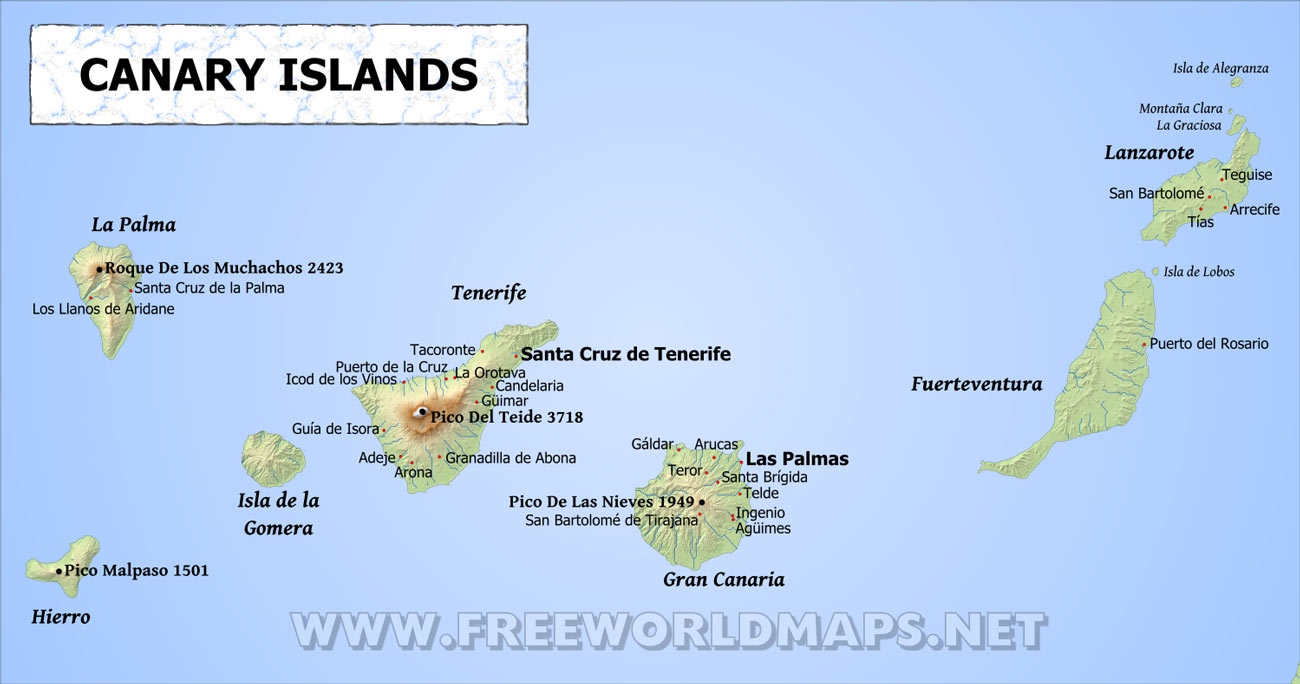 CANARY ISLANDS
Isla de Alegranza
Montaña Clara
La Graciosa
Lanzarote
Teguise
San Bartolomé
Arrecife
Tías
La Palma
Roque De Los Muchachos 2423
Santa Cruz de la Palma
Los Llanos de Aridane
Isla de Lobos
Tenerife
Puerto del Rosario
Tacoronte
Santa Cruz de Tenerife
Puerto de la Cruz
La Orotava
Icod de los Vinos
Candelaria
Fuerteventura
Güimar
Pico Del Teide 3718
Guía de Isora
Adeje
Granadilla de Abona
Arona
Gáldar
Arucas
Las Palmas
Teror
Santa Brígida
Telde
Isla de la
Gomera
Pico De Las Nieves 1949
Ingenio
San Bartolomé de Tirajana
Agüimes
Pico Malpaso 1501
Gran Canaria
Hierro
WWW.FREEWORLDMAPS.NET